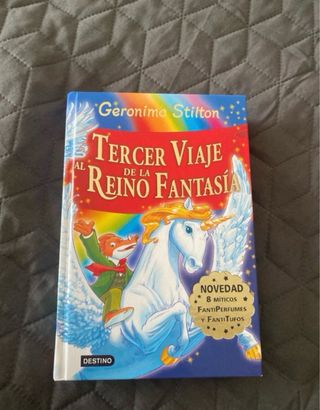 Geronimo Stilton
TERCER VIAJE
AL DE LA
REINO FANTASÍA
NOVEDAD
8 MÍTICOS
FANTIPERFUMES
Y FANTITUFOS
DESTINO